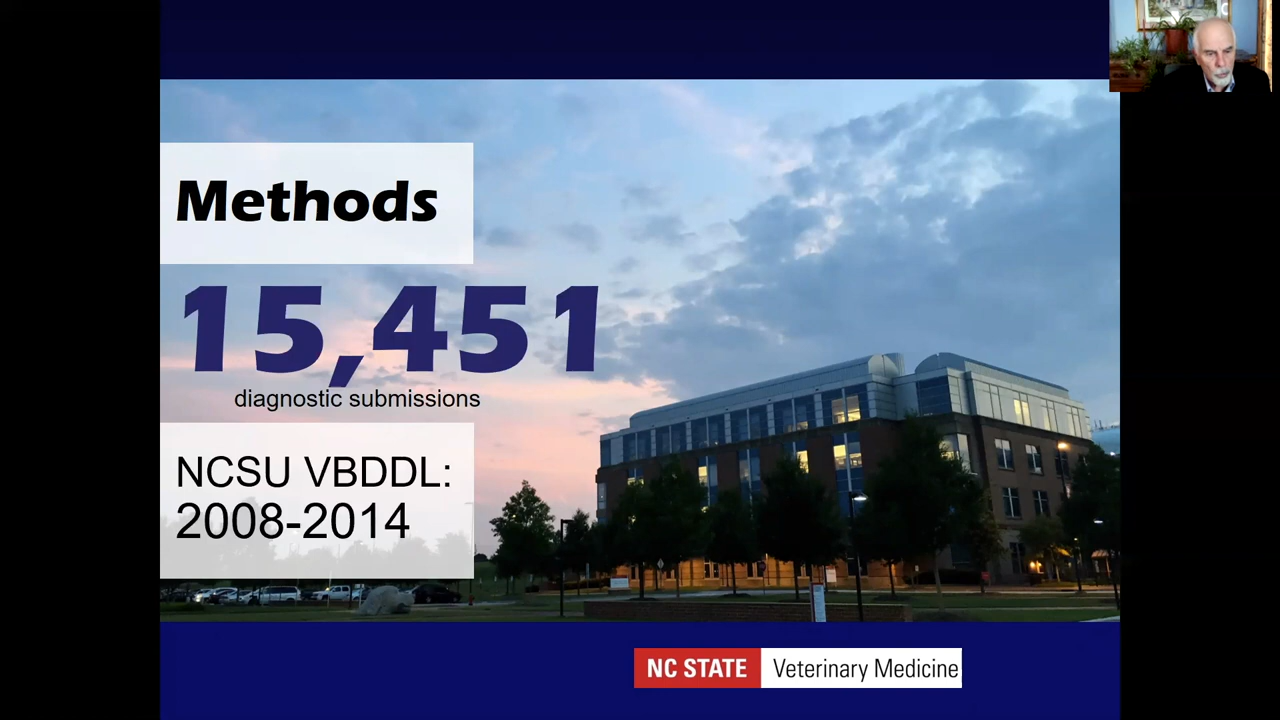 Methods
15,451
diagnostic submissions
NCSU VBDDL:
2008-2014
NC STATE Veterinary Medicine